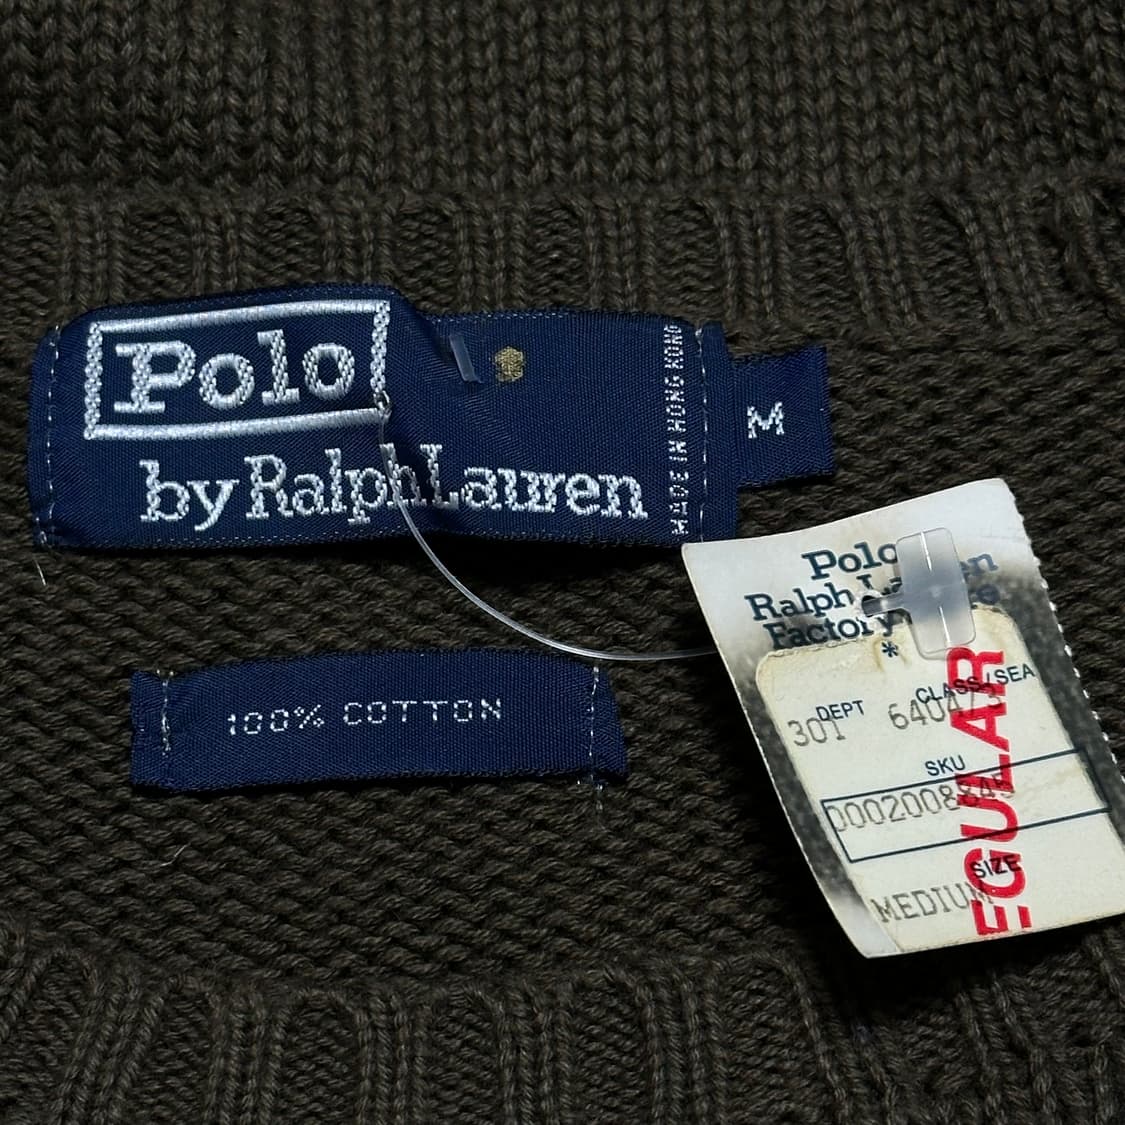 Polo
by Ralph Lauren
MADE IN HONG KONG
M
100% COTTON
Polo
Ralph
Factory
*
DEPT CLASS/SEA
301
SKU
SIZE
MEDIUM
EGULAR